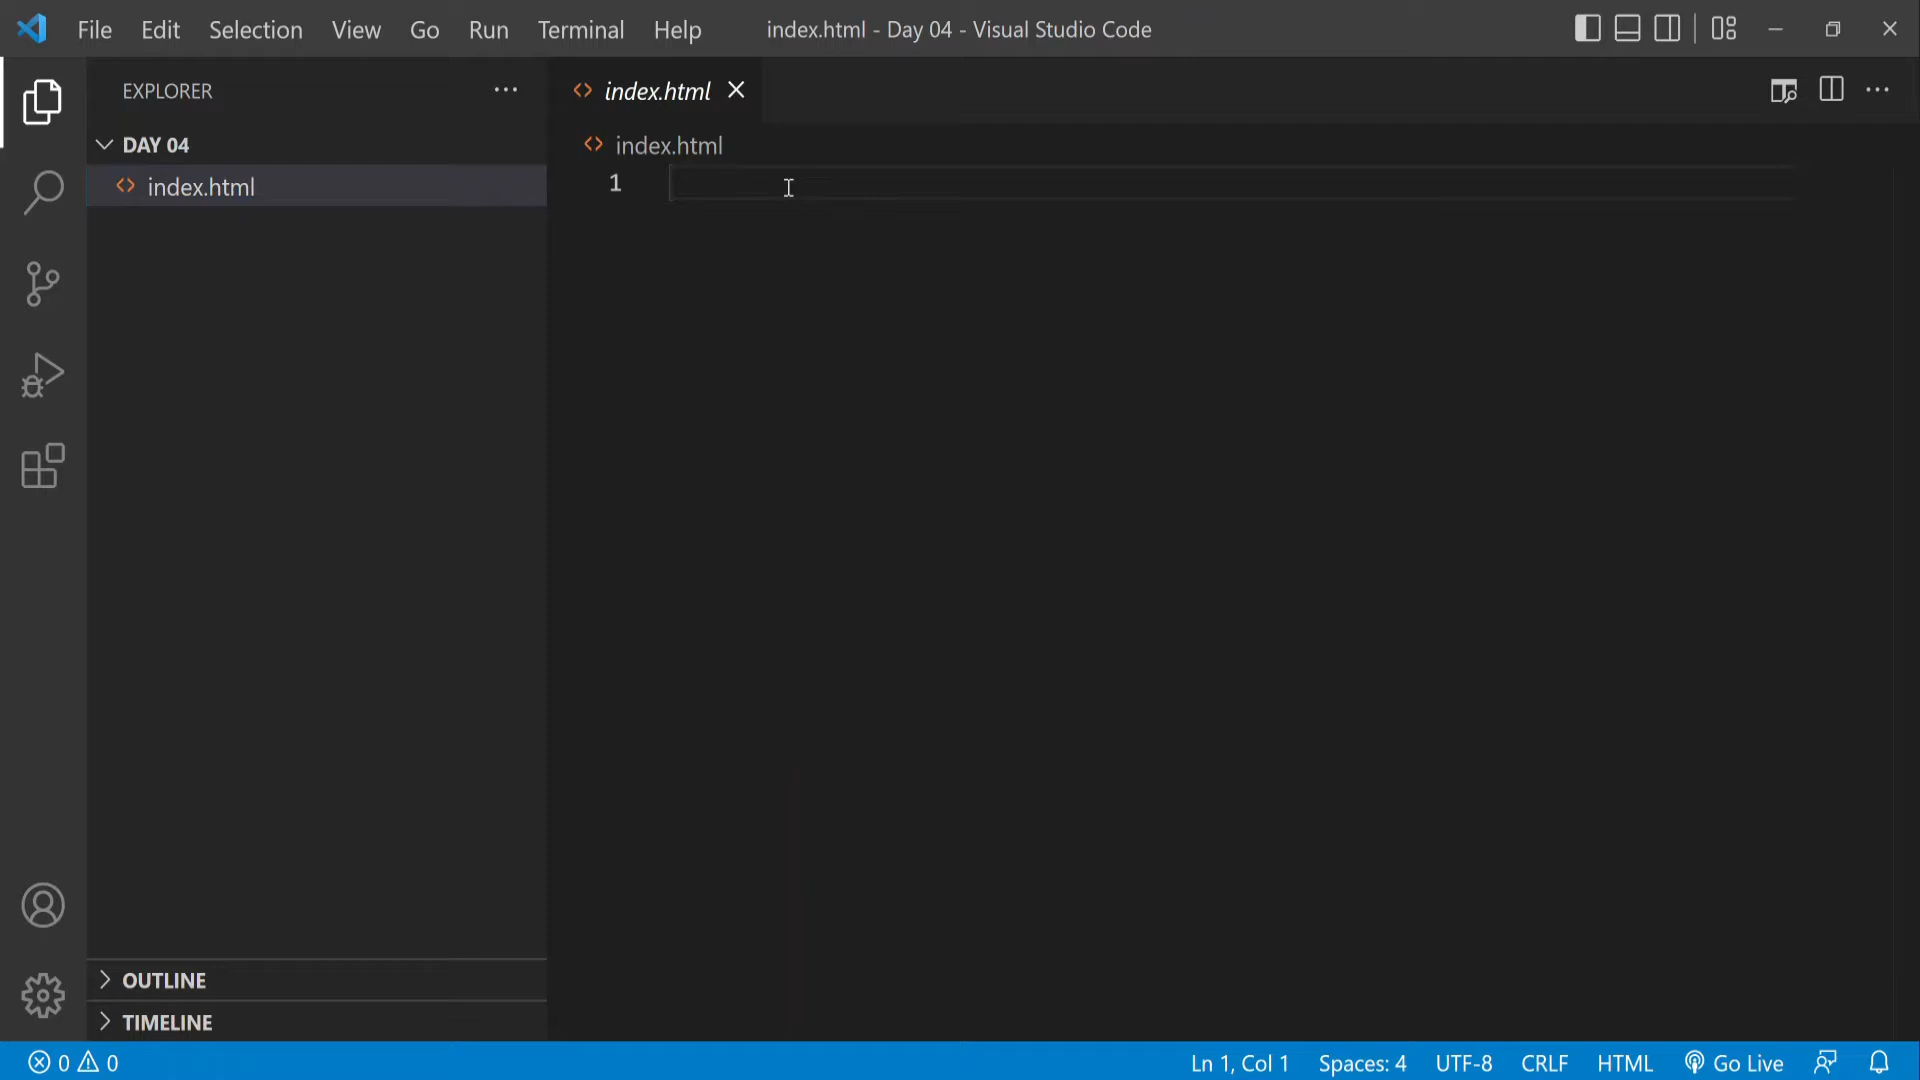 File Edit Selection View Go Run Terminal Help index.html - Day 04 - Visual Studio Code
EXPLORER
index.html
DAY 04
index.html
index.html
1
OUTLINE
TIMELINE
0 0 Ln 1, Col 1 Spaces: 4 UTF-8 CRLF HTML Go Live